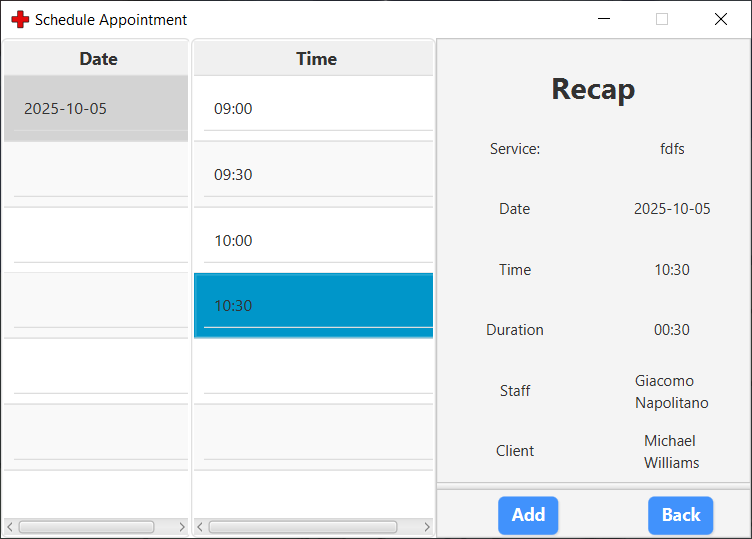 Schedule Appointment
Date
2025-10-05
Time
09:00
09:30
10:00
10:30
Recap
Service: fdfs
Date 2025-10-05
Time 10:30
Duration 00:30
Staff Giacomo
Napolitano
Client Michael
Williams
Add Back